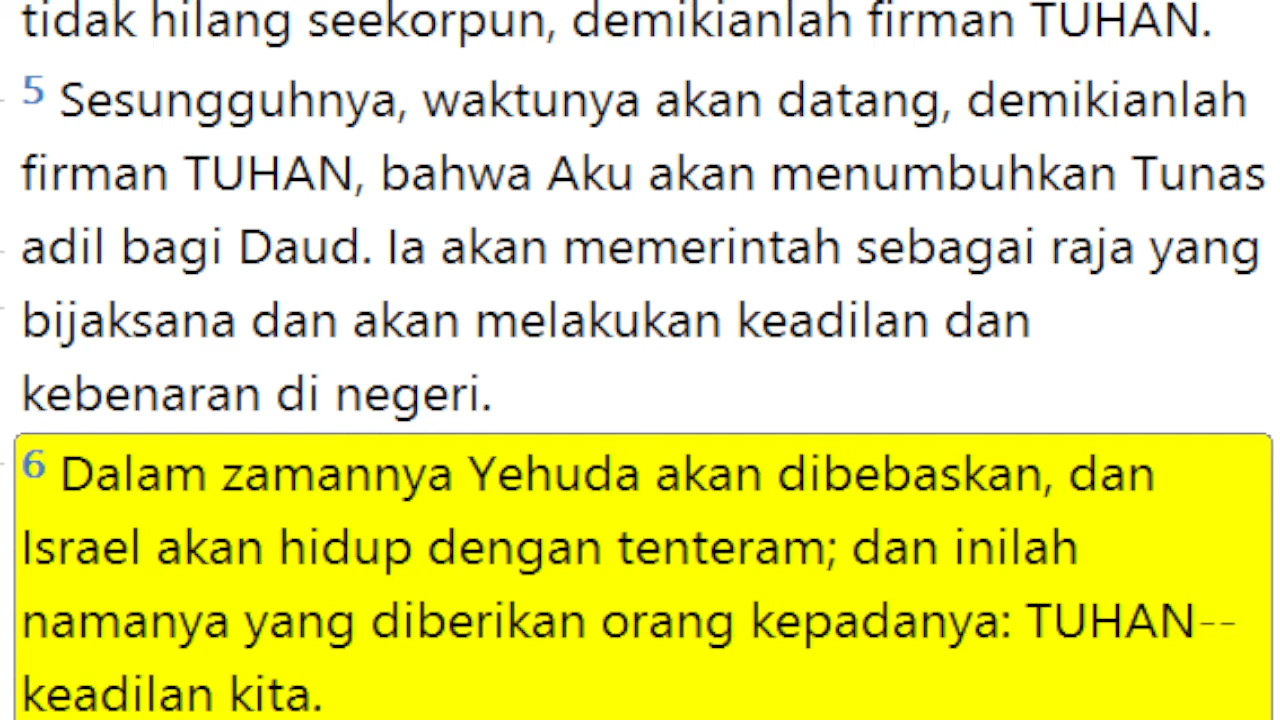 tidak hilang seekorpun, demikianlah firman TUHAN.
5 Sesungguhnya, waktunya akan datang, demikianlah
firman TUHAN, bahwa Aku akan menumbuhkan Tunas
adil bagi Daud. Ia akan memerintah sebagai raja yang
bijaksana dan akan melakukan keadilan dan
kebenaran di negeri.
6 Dalam zamannya Yehuda akan dibebaskan, dan
Israel akan hidup dengan tenteram; dan inilah
namanya yang diberikan orang kepadanya: TUHAN--
keadilan kita.